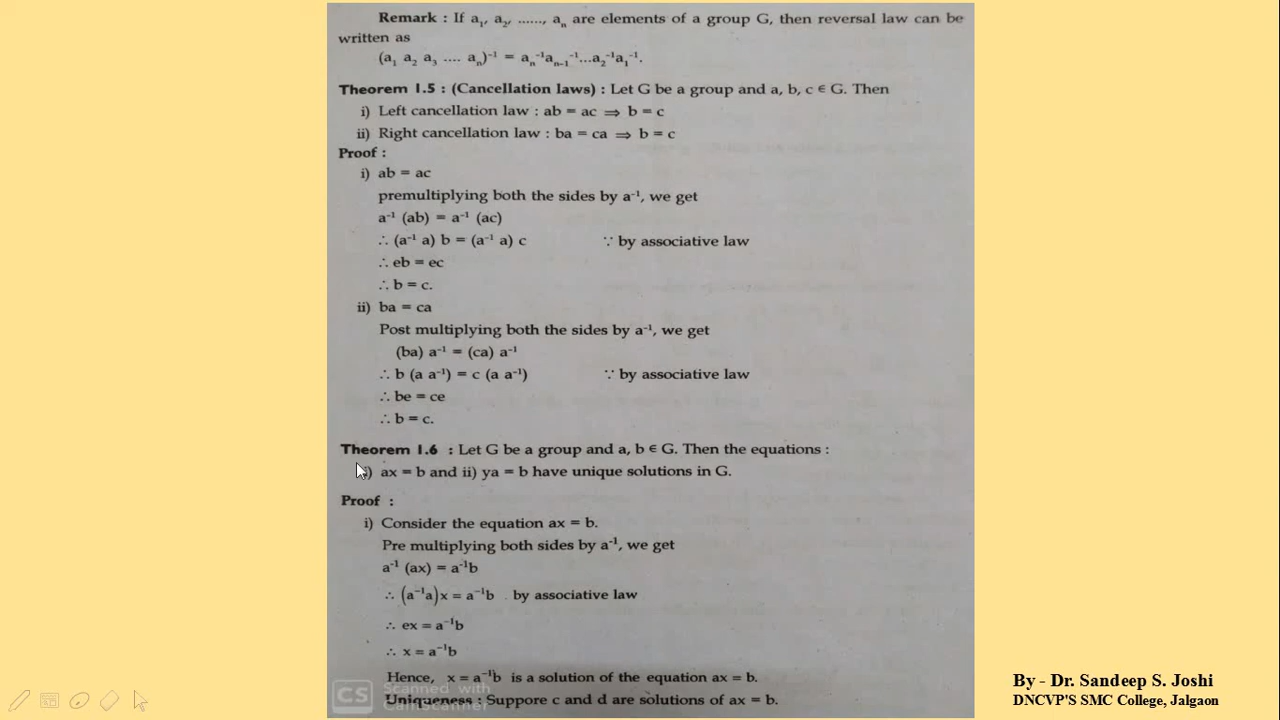 Remark : If a₁, a₂, ......, aₙ are elements of a group G, then reversal law can be
written as
(a₁ a₂ a₃ .... aₙ)⁻¹ = aₙ⁻¹aₙ₋₁⁻¹...a₂⁻¹a₁⁻¹.
Theorem 1.5 : (Cancellation laws) : Let G be a group and a, b, c ∈ G. Then
i) Left cancellation law : ab = ac ⇒ b = c
ii) Right cancellation law : ba = ca ⇒ b = c
Proof :
i) ab = ac
premultiplying both the sides by a⁻¹, we get
a⁻¹ (ab) = a⁻¹ (ac)
∴ (a⁻¹ a) b = (a⁻¹ a) c ∵ by associative law
∴ eb = ec
∴ b = c.
ii) ba = ca
Post multiplying both the sides by a⁻¹, we get
(ba) a⁻¹ = (ca) a⁻¹
∴ b (a a⁻¹) = c (a a⁻¹) ∵ by associative law
∴ be = ce
∴ b = c.
Theorem 1.6 : Let G be a group and a, b ∈ G. Then the equations :
) ax = b and ii) ya = b have unique solutions in G.
Proof :
i) Consider the equation ax = b.
Pre multiplying both sides by a⁻¹, we get
a⁻¹ (ax) = a⁻¹b
∴ (a⁻¹a)x = a⁻¹b by associative law
∴ ex = a⁻¹b
∴ x = a⁻¹b
Hence, x = a⁻¹b is a solution of the equation ax = b.
Uniqueness : Suppore c and d are solutions of ax = b.
CS Scanned with
CamScanner
By - Dr. Sandeep S. Joshi
DNCVP'S SMC College, Jalgaon